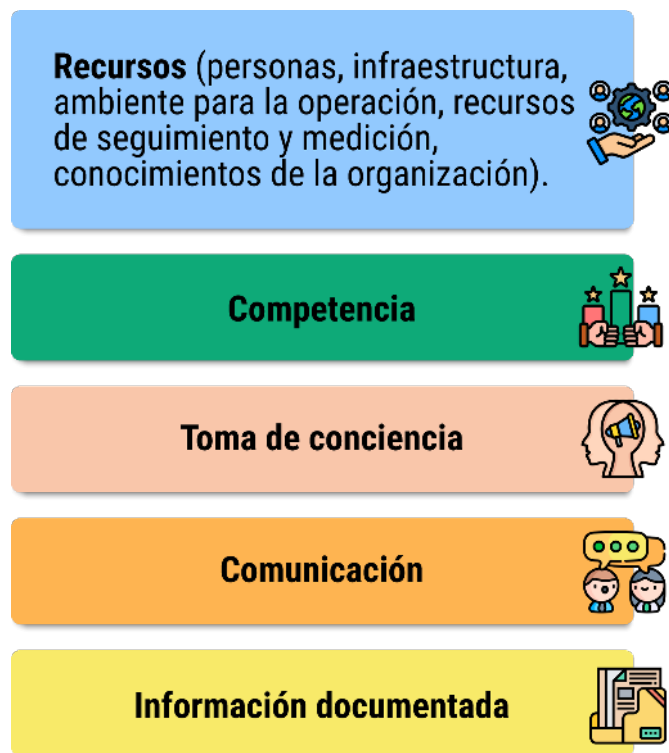 Recursos (personas, infraestructura,
ambiente para la operación, recursos
de seguimiento y medición,
conocimientos de la organización).
Competencia
Toma de conciencia
Comunicación
Información documentada